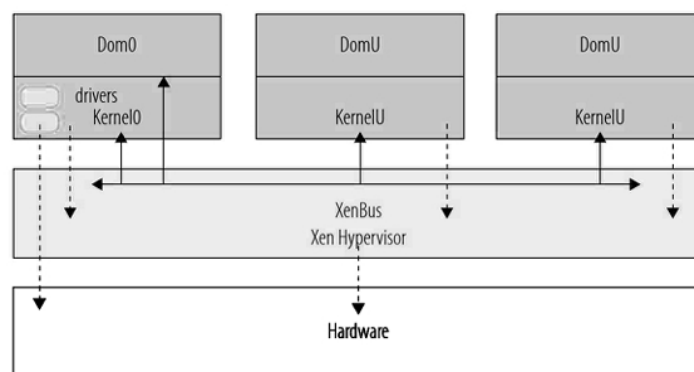 Dom0
DomU
DomU
drivers
Kernel0
KernelU
KernelU
XenBus
Xen Hypervisor
Hardware